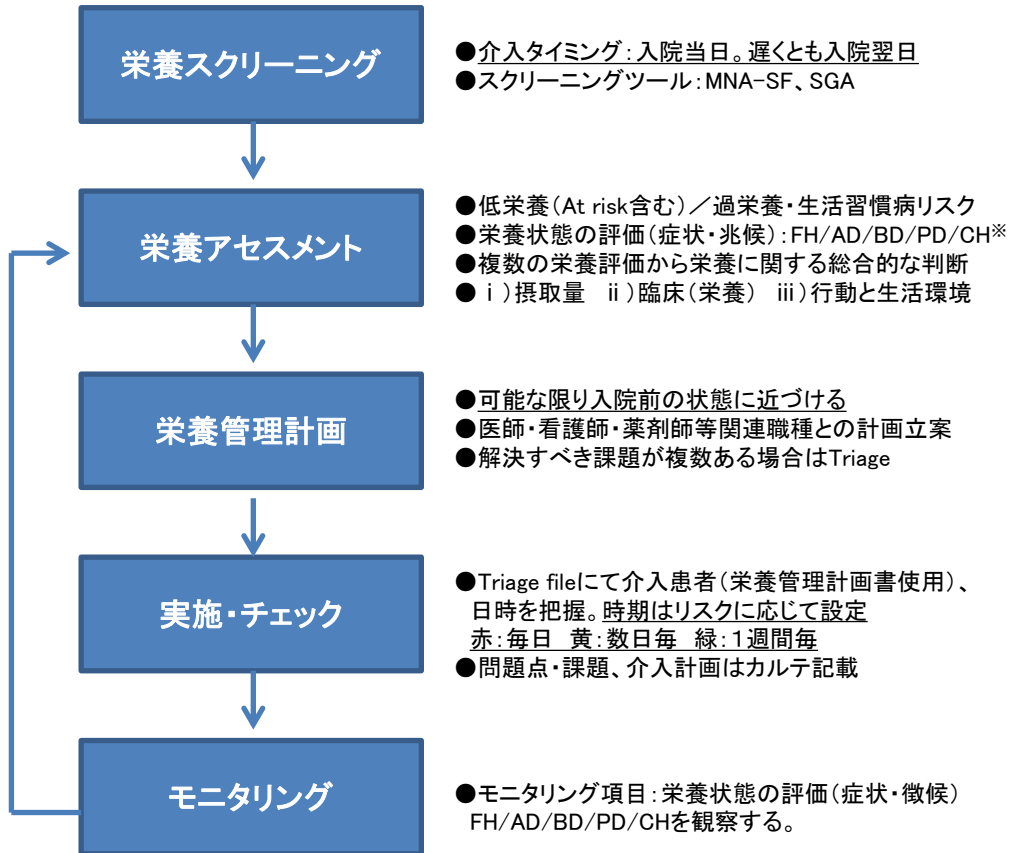 栄養スクリーニング
●介入タイミング：入院当日。遅くとも入院翌日
●スクリーニングツール：MNA-SF、SGA
栄養アセスメント
●低栄養（At risk含む）／過栄養・生活習慣病リスク
●栄養状態の評価（症状・兆候）：FH/AD/BD/PD/CH※
●複数の栄養評価から栄養に関する総合的な判断
●ⅰ）摂取量　ⅱ）臨床（栄養）　ⅲ）行動と生活環境
栄養管理計画
●可能な限り入院前の状態に近づける
●医師・看護師・薬剤師等関連職種との計画立案
●解決すべき課題が複数ある場合はTriage
実施・チェック
●Triage fileにて介入患者（栄養管理計画書使用）、
日時を把握。時期はリスクに応じて設定
赤：毎日　黄：数日毎　緑：１週間毎
●問題点・課題、介入計画はカルテ記載
モニタリング
●モニタリング項目：栄養状態の評価（症状・徴候）
FH/AD/BD/PD/CHを観察する。